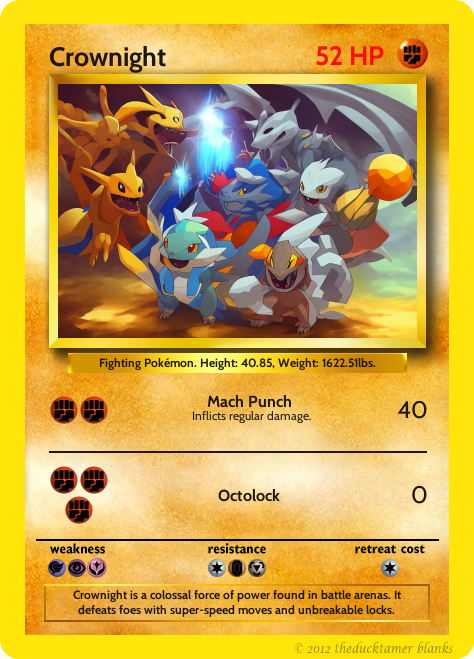 Crownight
52 HP
Fighting Pokémon. Height: 40.85, Weight: 1622.51lbs.
Mach Punch
Inflicts regular damage.
40
Octolock
0
weakness
resistance
retreat cost
Crownight is a colossal force of power found in battle arenas. It
defeats foes with super-speed moves and unbreakable locks.
© 2012 theducktamer blanks